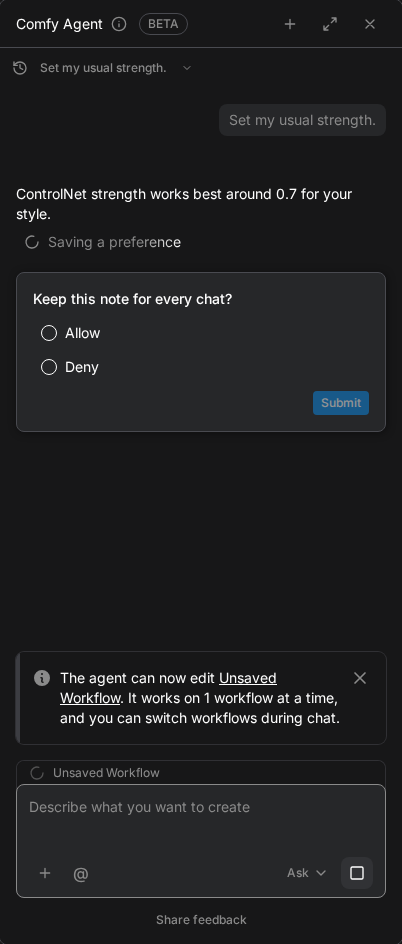 Comfy Agent
BETA
Set my usual strength.
Set my usual strength.
ControlNet strength works best around 0.7 for your
style.
Saving a preference
Keep this note for every chat?
Allow
Deny
Submit
The agent can now edit Unsaved
Workflow. It works on 1 workflow at a time,
and you can switch workflows during chat.
Unsaved Workflow
Describe what you want to create
@
Ask
Share feedback